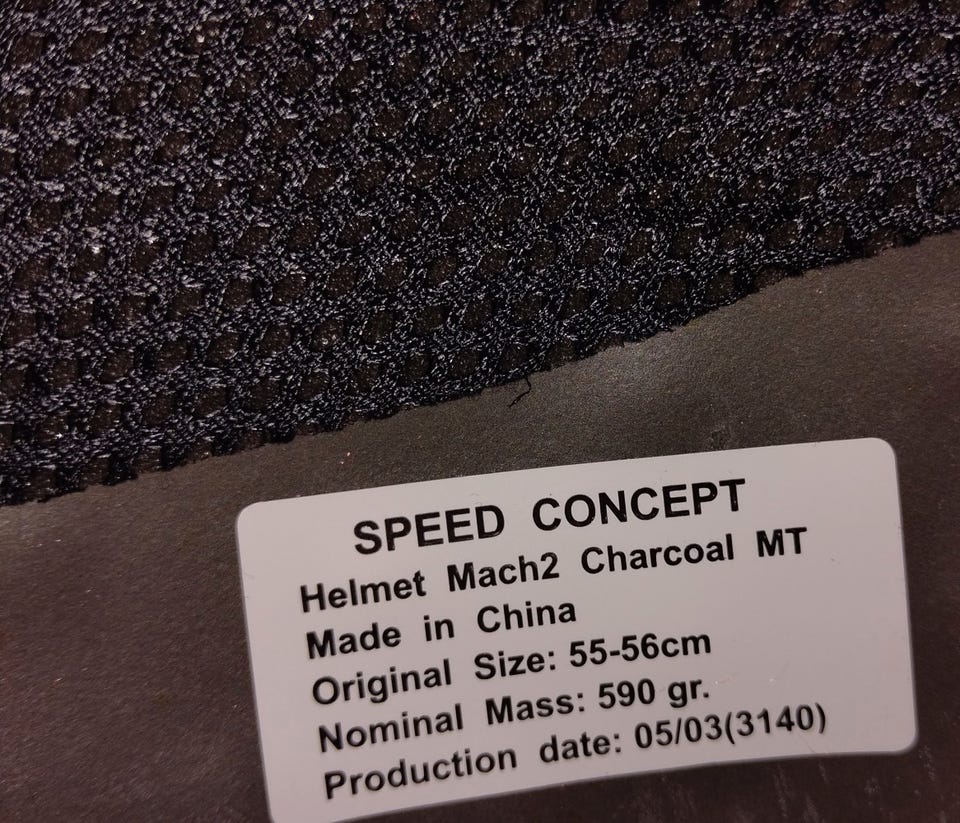 SPEED CONCEPT
Helmet Mach2 Charcoal MT
Made in China
Original Size: 55-56cm
Nominal Mass: 590 gr.
Production date: 05/03(3140)